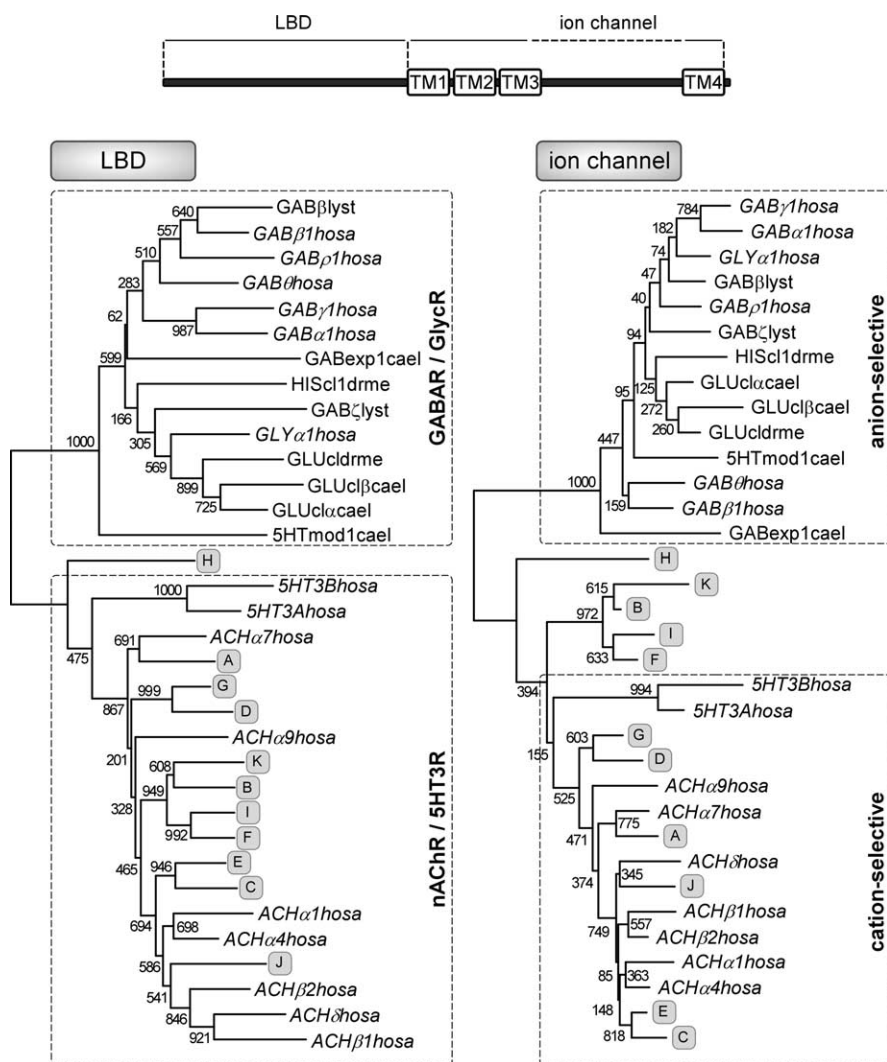 LBD
ion channel
TM1
TM2
TM3
TM4
LBD
640
GABβlyst
557
GABβ1hosa
510
GABρ1hosa
283
GABθhosa
62
GABγ1hosa
987
GABα1hosa
599
GABexp1cael
HIScl1drme
166
GABζlyst
305
GLYα1hosa
569
GLUcldrme
1000
899
GLUclβcael
725
GLUclαcael
5HTmod1cael
GABAR / GlycR
H
1000
5HT3Bhosa
5HT3Ahosa
475
691
ACHα7hosa
A
867
999
G
D
201
ACHα9hosa
328
608
K
949
B
I
992
F
465
946
E
C
694
ACHα1hosa
698
ACHα4hosa
586
J
541
ACHβ2hosa
846
ACHδhosa
921
ACHβ1hosa
nAChR / 5HT3R
ion channel
784
GABγ1hosa
182
GABα1hosa
74
GLYα1hosa
47
GABβlyst
40
GABρ1hosa
94
GABζlyst
HIScl1drme
95
125
GLUclαcael
272
GLUclβcael
260
GLUcldrme
447
5HTmod1cael
1000
GABθhosa
159
GABβ1hosa
GABexp1cael
anion-selective
H
615
K
972
B
I
633
F
394
994
5HT3Bhosa
5HT3Ahosa
155
603
G
D
525
ACHα9hosa
471
ACHα7hosa
775
A
374
ACHδhosa
345
J
749
ACHβ1hosa
557
ACHβ2hosa
85
ACHα1hosa
363
ACHα4hosa
148
E
818
C
cation-selective